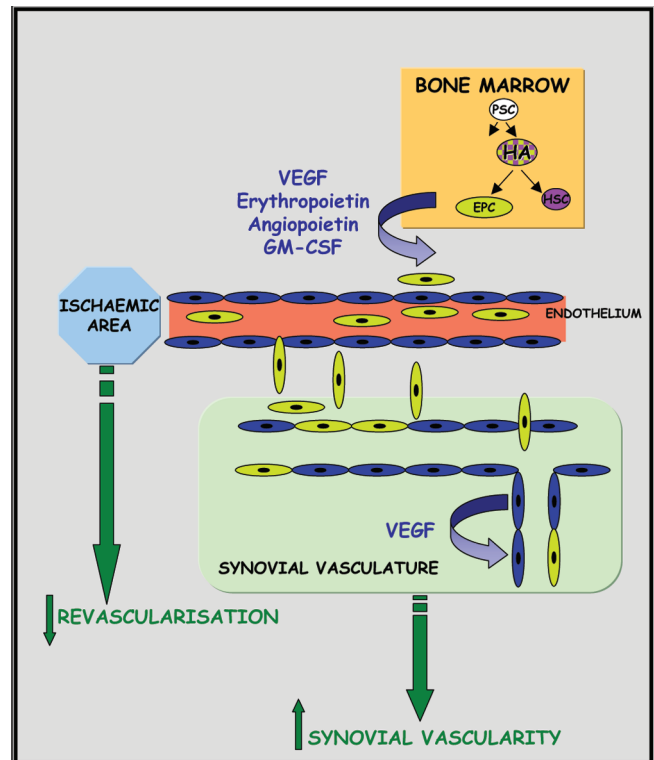 BONE MARROW
PSC
HA
EPC
HSC
VEGF
Erythropoietin
Angiopoietin
GM-CSF
ISCHAEMIC
AREA
ENDOTHELIUM
VEGF
SYNOVIAL VASCULATURE
REVASCULARISATION
SYNOVIAL VASCULARITY